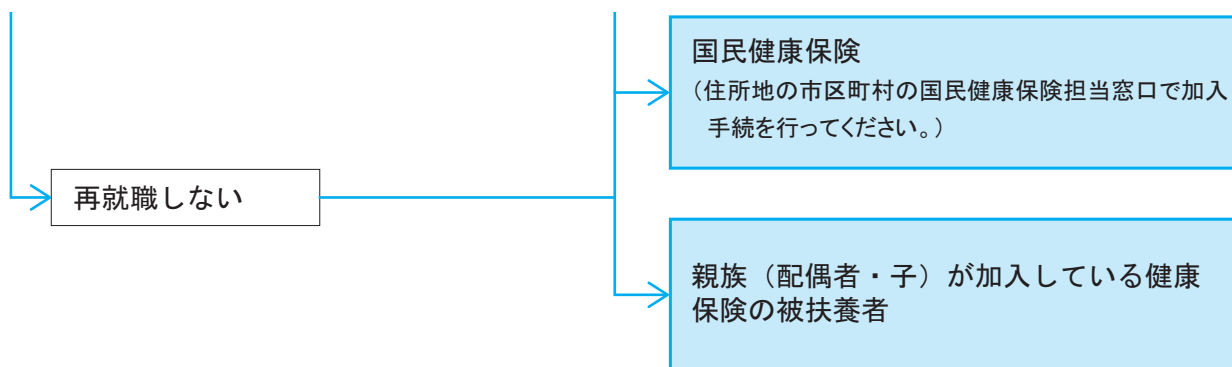 国民健康保険
（住所地の市区町村の国民健康保険担当窓口で加入
手続を行ってください。）
再就職しない
親族（配偶者・子）が加入している健康
保険の被扶養者